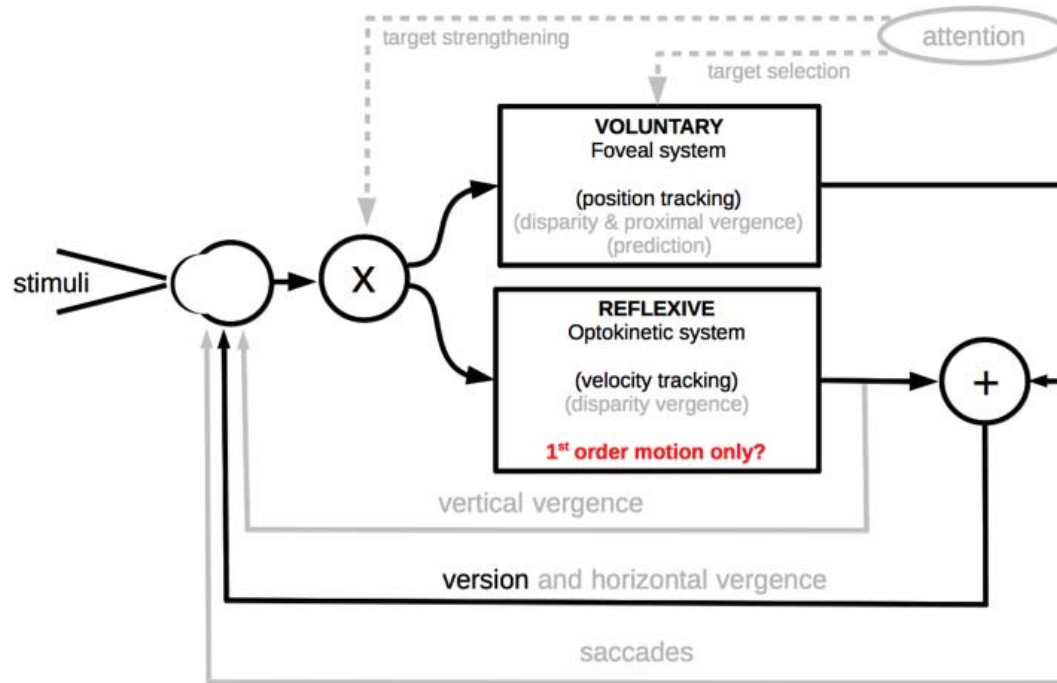 target strengthening
attention
target selection
VOLUNTARY
Foveal system
(position tracking)
(disparity & proximal vergence)
(prediction)
stimuli
X
REFLEXIVE
Optokinetic system
(velocity tracking)
(disparity vergence)
1st order motion only?
+
vertical vergence
version and horizontal vergence
saccades